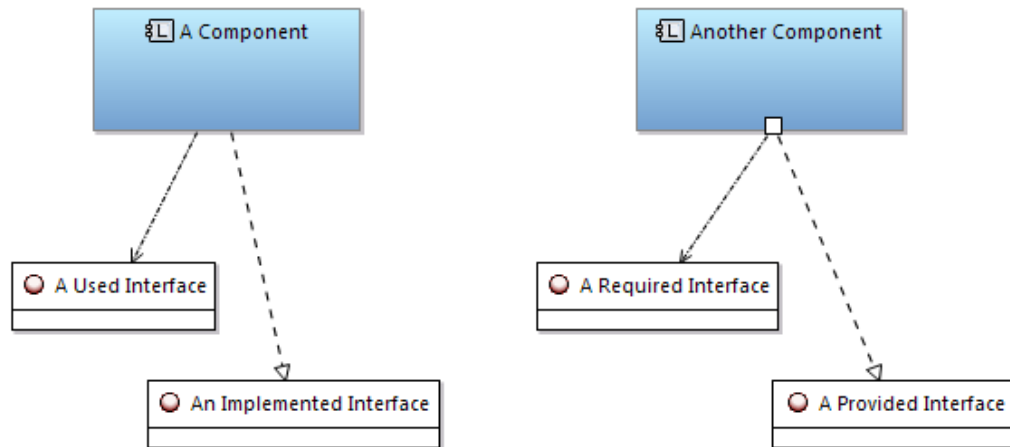 L A Component
L Another Component
A Used Interface
A Required Interface
An Implemented Interface
A Provided Interface